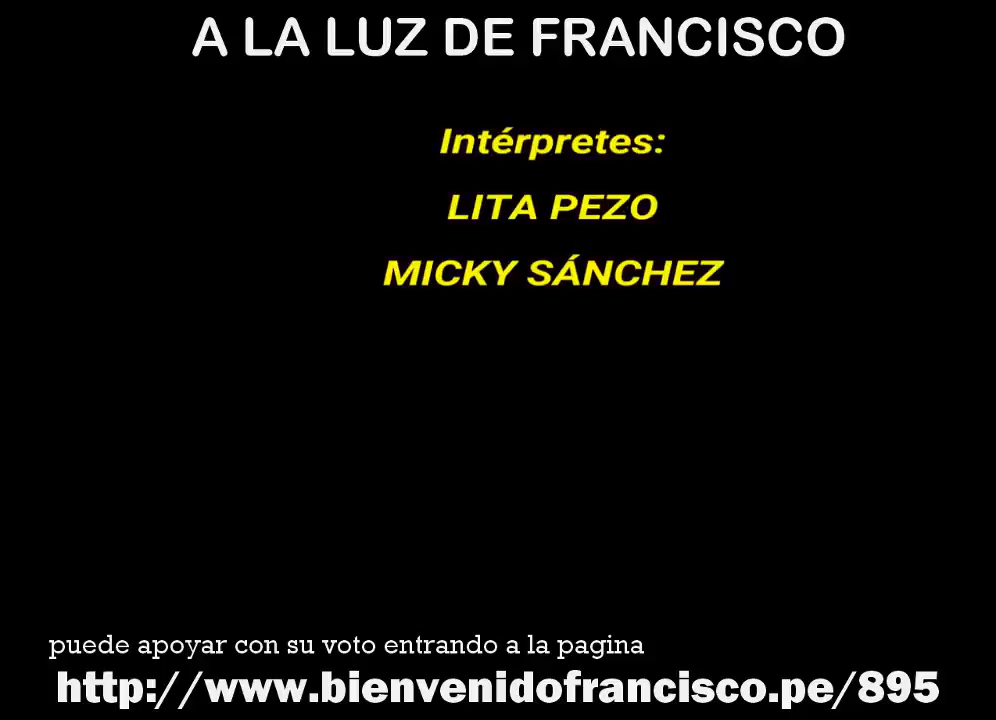 A LA LUZ DE FRANCISCO
Intérpretes:
LITA PEZO
MICKY SÁNCHEZ
puede apoyar con su voto entrando a la pagina
http://www.bienvenidofrancisco.pe/895